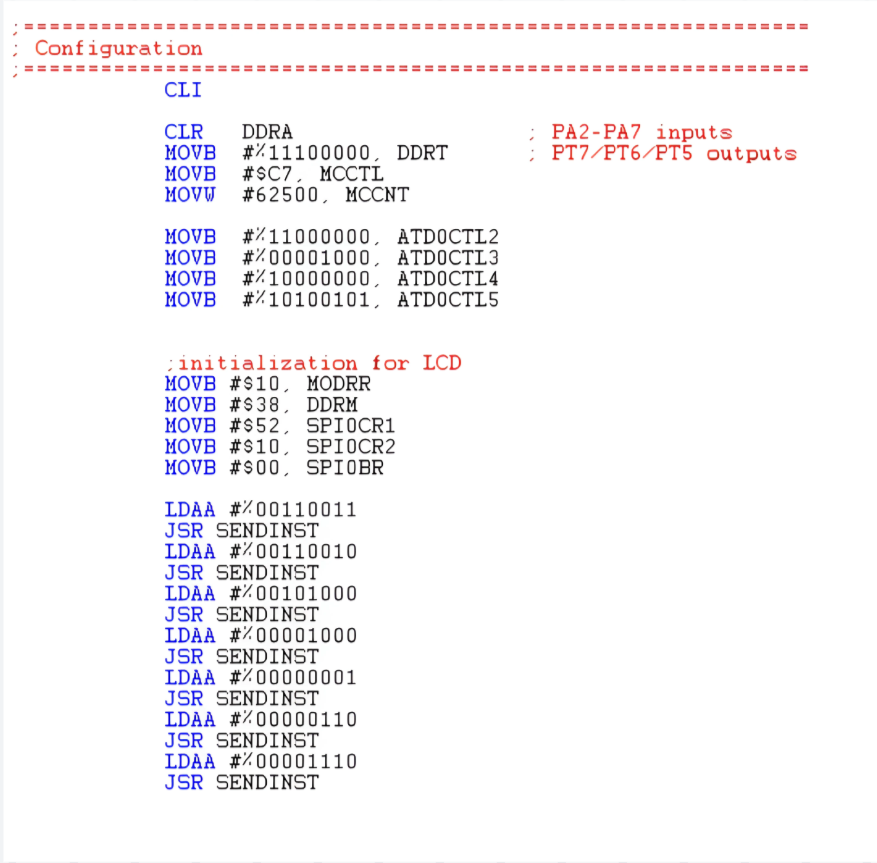 ;=============================================================
; Configuration
;=============================================================
CLI
CLR DDRA ; PA2-PA7 inputs
MOVB #%11100000, DDRT ; PT7/PT6/PT5 outputs
MOVB #$C7, MCCTL
MOVW #62500, MCCNT
MOVB #%11000000, ATD0CTL2
MOVB #%00001000, ATD0CTL3
MOVB #%10000000, ATD0CTL4
MOVB #%10100101, ATD0CTL5
;initialization for LCD
MOVB #$10, MODRR
MOVB #$38, DDRM
MOVB #$52, SPI0CR1
MOVB #$10, SPI0CR2
MOVB #$00, SPI0BR
LDAA #%00110011
JSR SENDINST
LDAA #%00110010
JSR SENDINST
LDAA #%00101000
JSR SENDINST
LDAA #%00001000
JSR SENDINST
LDAA #%00000001
JSR SENDINST
LDAA #%00000110
JSR SENDINST
LDAA #%00001110
JSR SENDINST